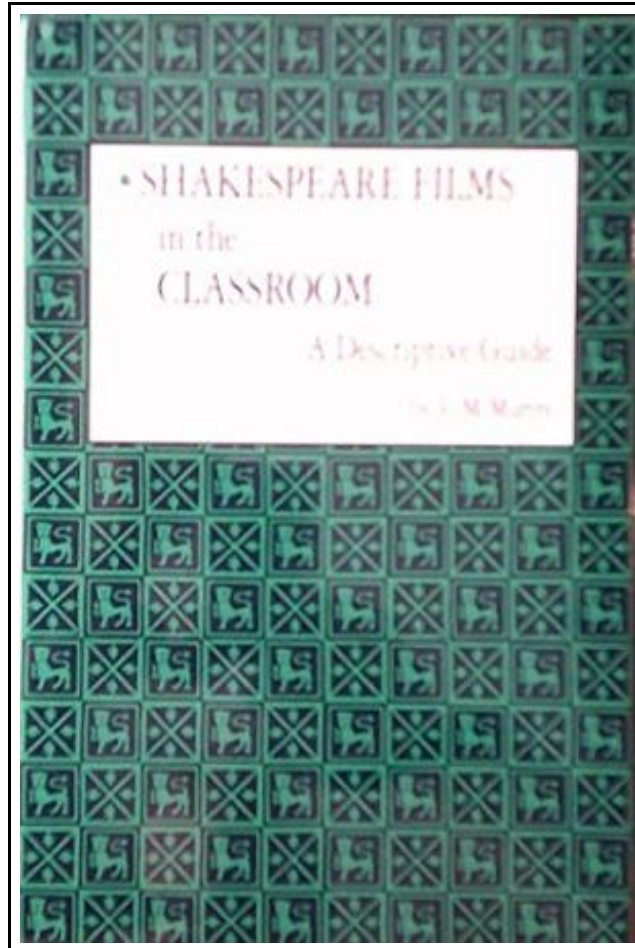 • SHAKESPEARE FILMS
in the
CLASSROOM
A Descriptive Guide
M.